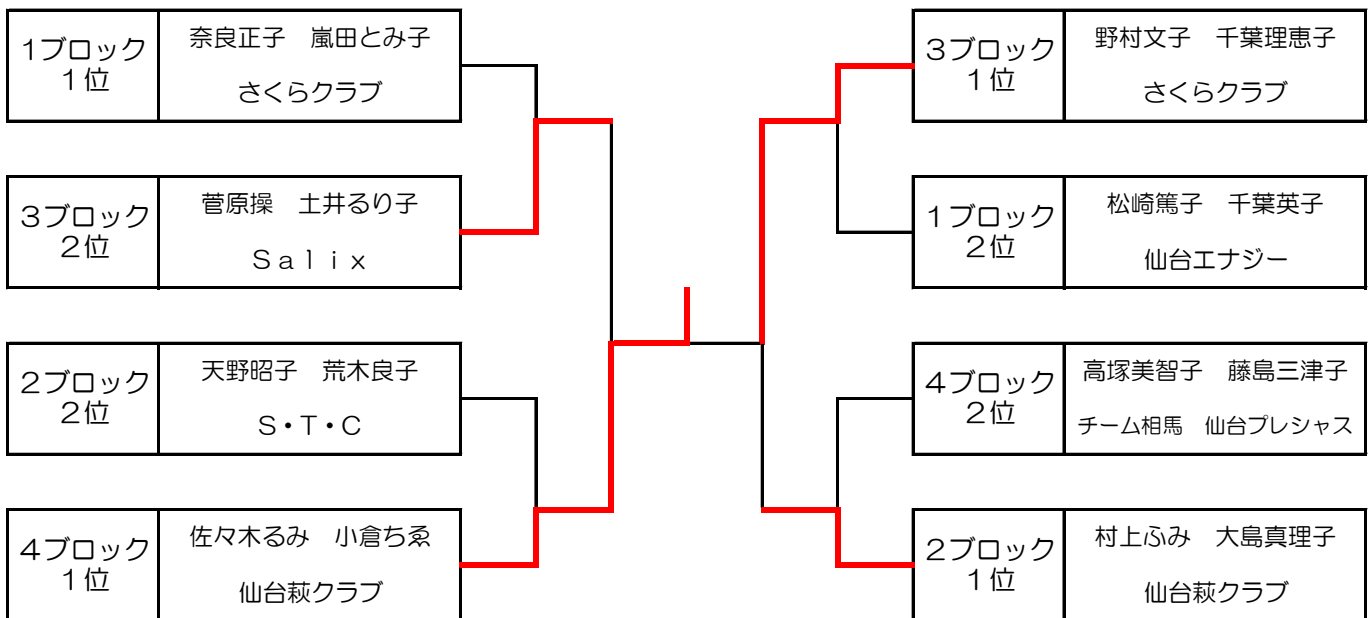 1ブロック
1位
奈良正子　嵐田とみ子
さくらクラブ
3ブロック
2位
菅原操　土井るり子
Ｓａｌｉｘ
2ブロック
2位
天野昭子　荒木良子
Ｓ・Ｔ・Ｃ
4ブロック
1位
佐々木るみ　小倉ちゑ
仙台萩クラブ
3ブロック
1位
野村文子　千葉理恵子
さくらクラブ
1ブロック
2位
松崎篤子　千葉英子
仙台エナジー
4ブロック
2位
高塚美智子　藤島三津子
チーム相馬　仙台プレシャス
2ブロック
1位
村上ふみ　大島真理子
仙台萩クラブ